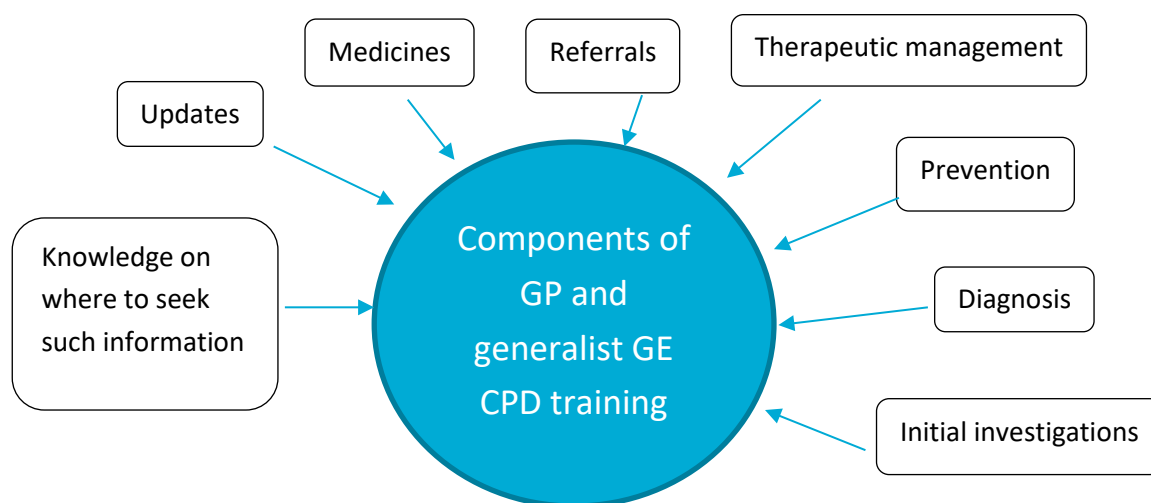 Medicines
Referrals
Therapeutic management
Updates
Prevention
Knowledge on
where to seek
such information
Components of
GP and
generalist GE
CPD training
Diagnosis
Initial investigations